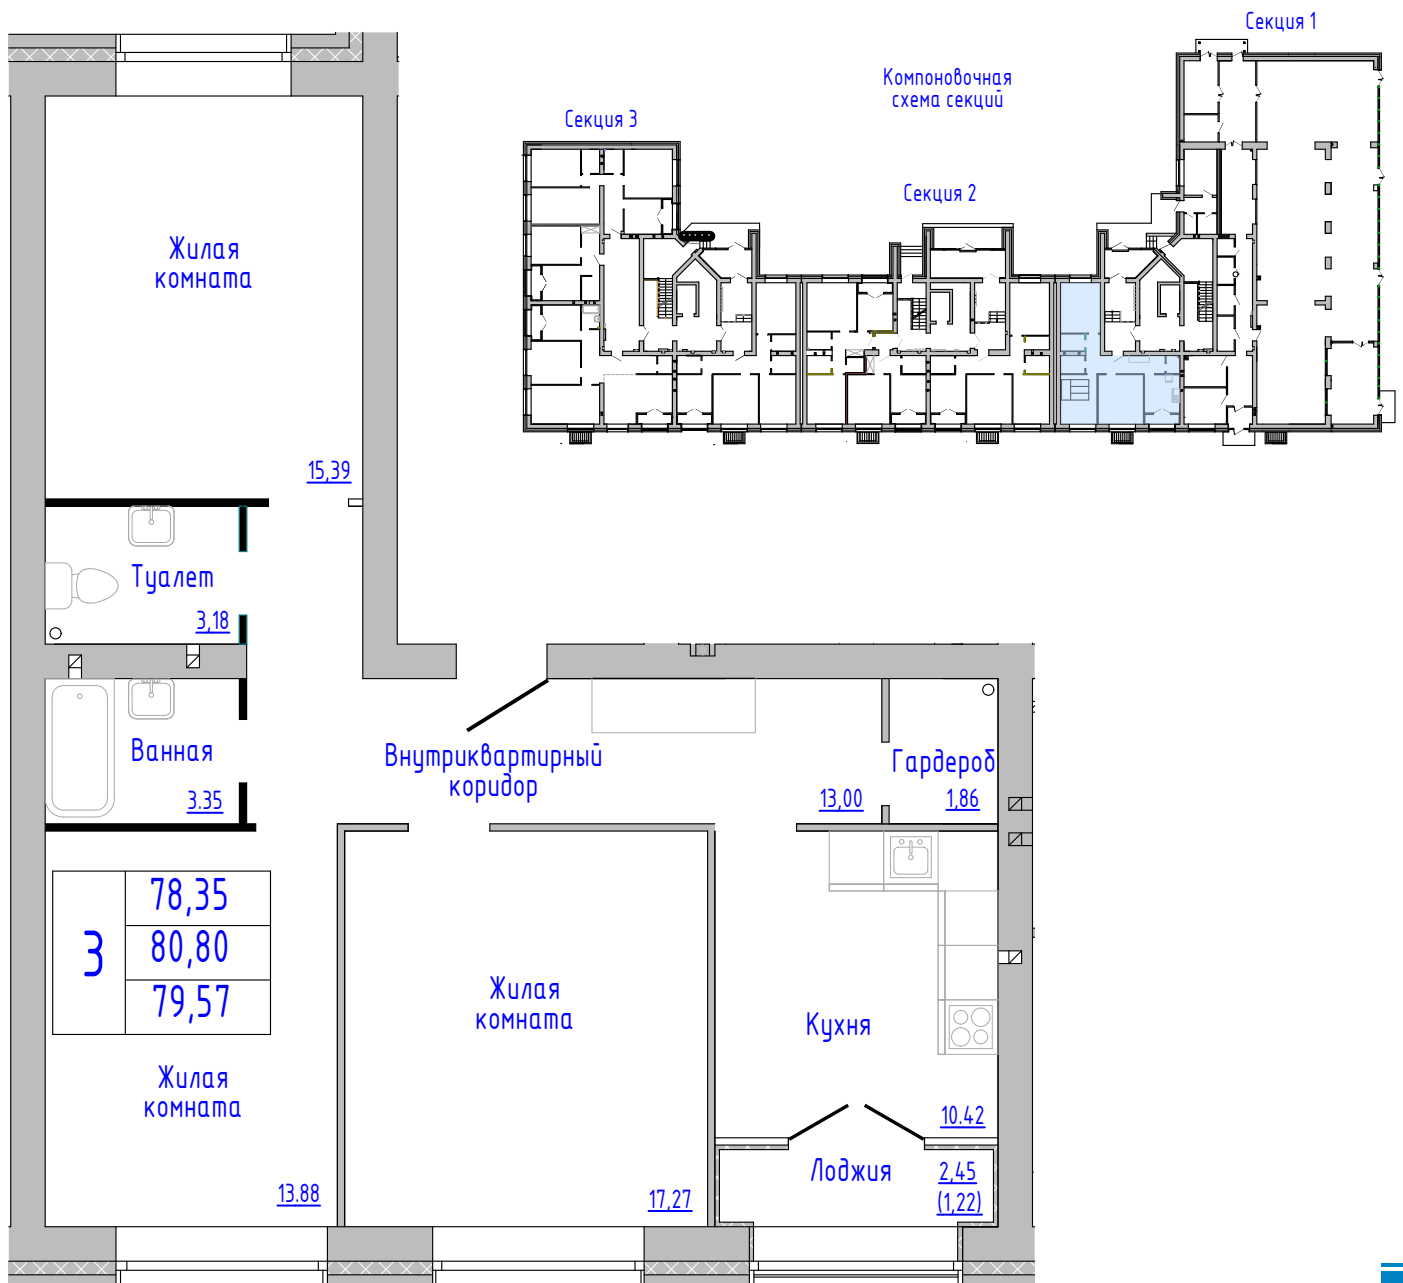 Секция 1
Компоновочная
схема секций
Секция 3
Секция 2
Жилая
комната
15,39
Туалет
3,18
Ванная
3.35
Внутриквартирный
коридор
13,00
Гардероб
1,86
3
78,35
80,80
79,57
Жилая
комната
13.88
Жилая
комната
17,27
Кухня
10.42
Лоджия
2,45
(1,22)